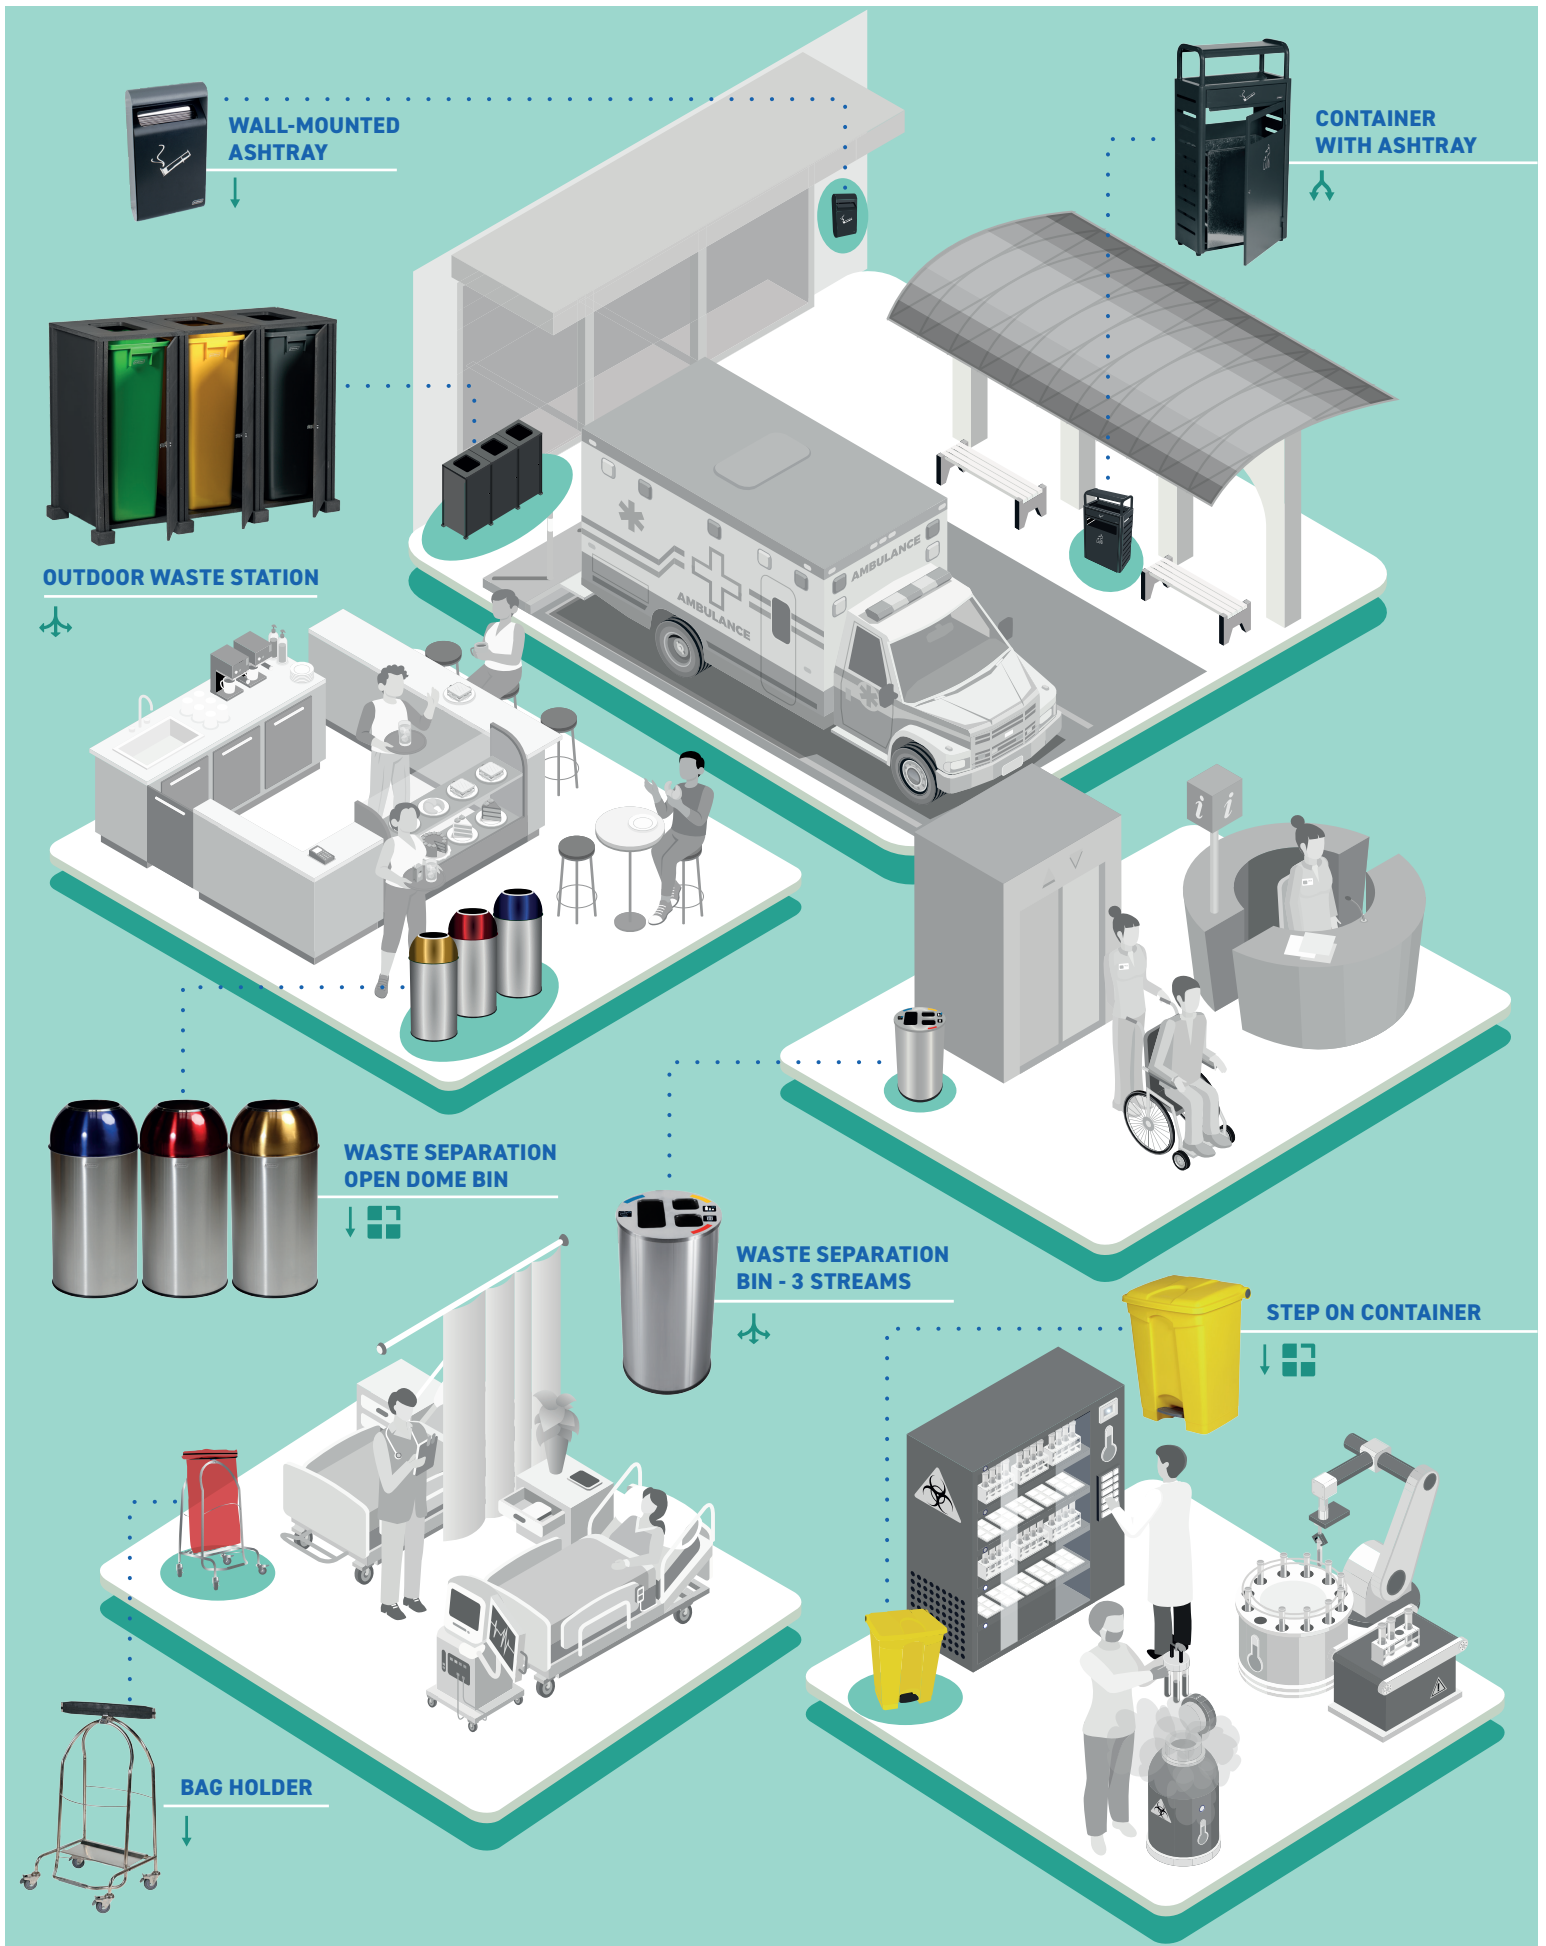 WALL-MOUNTED
ASHTRAY
CONTAINER
WITH ASHTRAY
OUTDOOR WASTE STATION
AMBULANCE
AMBULANCE
i i
WASTE SEPARATION
OPEN DOME BIN
WASTE SEPARATION
BIN - 3 STREAMS
STEP ON CONTAINER
BAG HOLDER